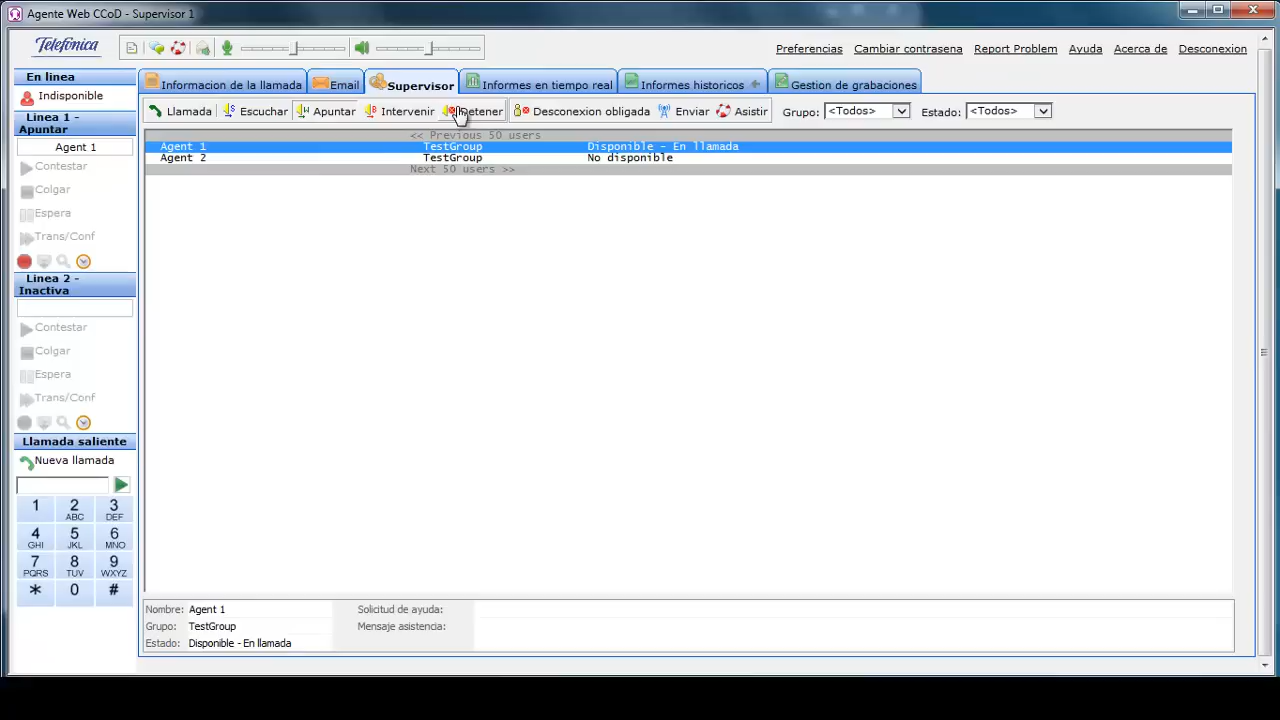 Agente Web CCoD - Supervisor 1
Telefónica
Preferencias Cambiar contrasena Report Problem Ayuda Acerca de Desconexion
En linea
Indisponible
Linea 1 -
Apuntar
Agent 1
Contestar
Colgar
Espera
Trans/Conf
Linea 2 -
Inactiva
Contestar
Colgar
Espera
Trans/Conf
Llamada saliente
Nueva llamada
1 2 3
ABC DEF
4 5 6
GHI JKL MNO
7 8 9
PQRS TUV WXYZ
* 0 #
Informacion de la llamada Email Supervisor Informes en tiempo real Informes historicos + Gestion de grabaciones
Llamada Escuchar Apuntar Intervenir Detener Desconexion obligada Enviar Asistir Grupo: <Todos> Estado: <Todos>
<< Previous 50 users
Agent 1 TestGroup Disponible - En llamada
Agent 2 TestGroup No disponible
Next 50 users >>
Nombre: Agent 1 Solicitud de ayuda:
Grupo: TestGroup Mensaje asistencia:
Estado: Disponible - En llamada